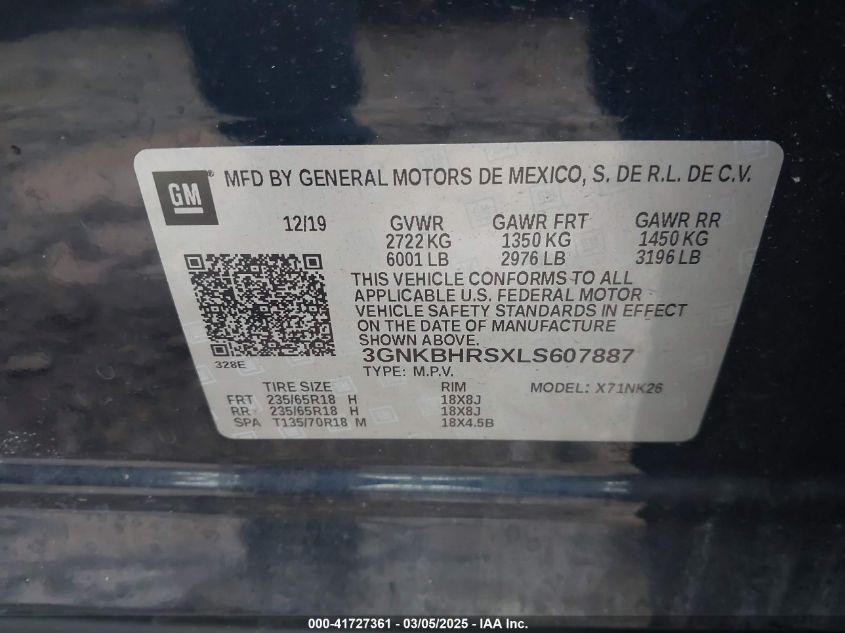 GM® MFD BY GENERAL MOTORS DE MEXICO, S. DE R.L. DE C.V.
12/19 GVWR GAWR FRT GAWR RR
2722 KG 1350 KG 1450 KG
6001 LB 2976 LB 3196 LB
THIS VEHICLE CONFORMS TO ALL
APPLICABLE U.S. FEDERAL MOTOR
VEHICLE SAFETY STANDARDS IN EFFECT
ON THE DATE OF MANUFACTURE
SHOWN ABOVE.
3GNKBHRSXLS607887
328E
TYPE: M.P.V.
TIRE SIZE RIM MODEL: X71NK26
FRT 235/65R18 H 18X8J
RR 235/65R18 H 18X8J
SPA T135/70R18 M 18X4.5B
000-41727361 — 03/05/2025 - IAA Inc.